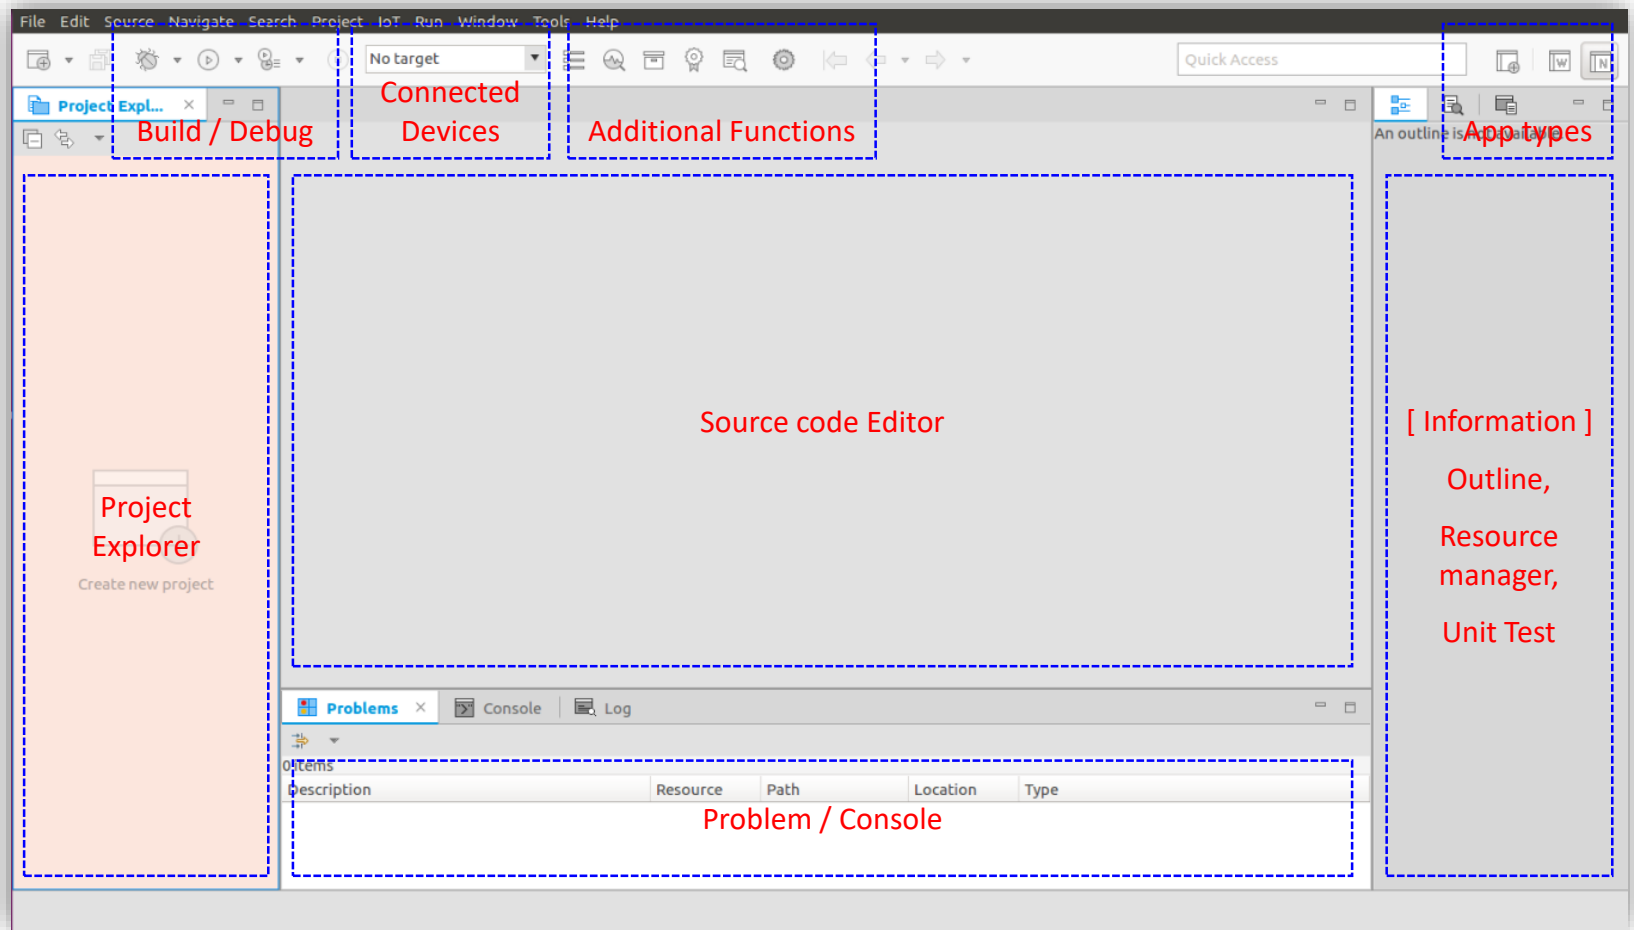 File Edit Source Navigate Search Project IoT Run Window Tools Help
No target
Quick Access
Project Expl...
Connected
Devices
Build / Debug
Additional Functions
An outline is not available.
App types
Source code Editor
[ Information ]
Outline,
Resource
manager,
Unit Test
Project
Explorer
Create new project
Problems
Console
Log
0 items
Description Resource Path Location Type
Problem / Console